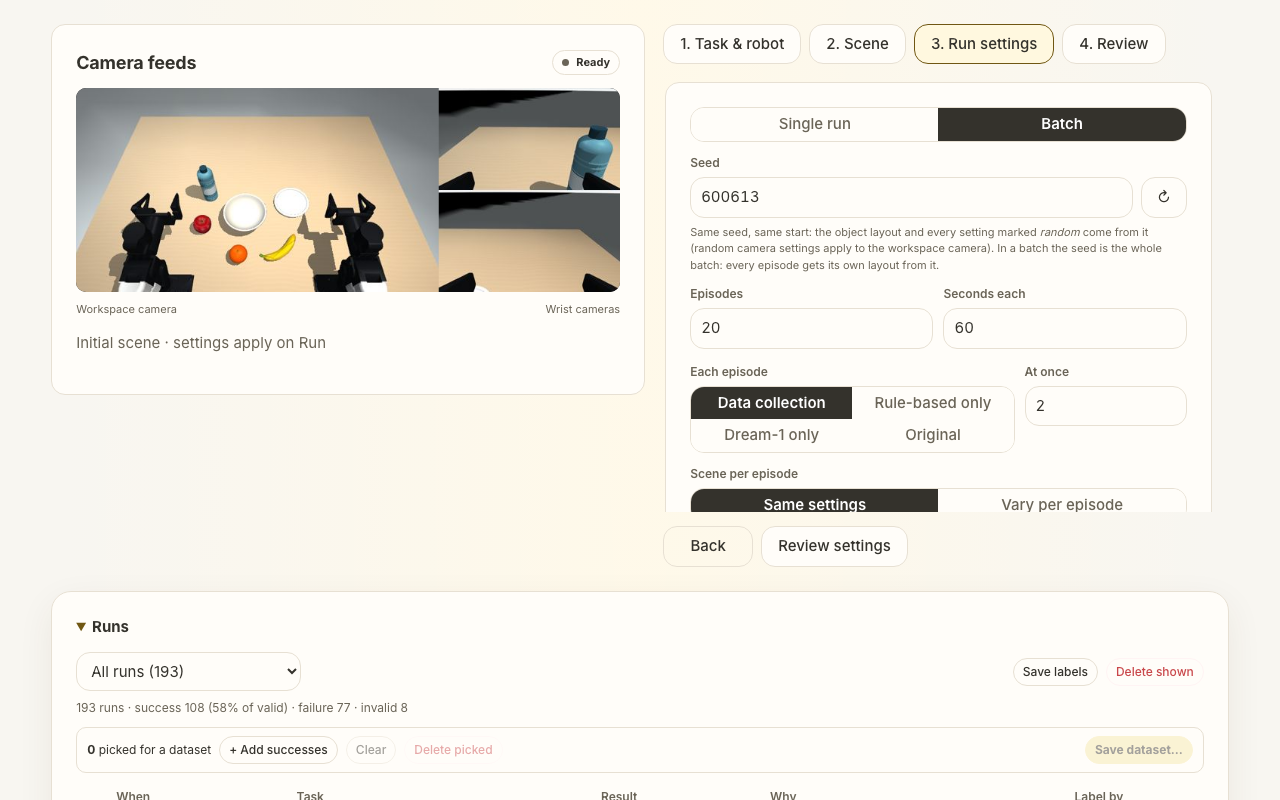 Camera feeds
Ready
Workspace camera
Wrist cameras
Initial scene · settings apply on Run
1. Task & robot
2. Scene
3. Run settings
4. Review
Single run
Batch
Seed
600613
↻
Same seed, same start: the object layout and every setting marked random come from it
(random camera settings apply to the workspace camera). In a batch the seed is the whole
batch: every episode gets its own layout from it.
Episodes
Seconds each
20
60
Each episode
At once
Data collection
Rule-based only
2
Dream-1 only
Original
Scene per episode
Same settings
Vary per episode
Back
Review settings
▼ Runs
All runs (193)
Save labels
Delete shown
193 runs · success 108 (58% of valid) · failure 77 · invalid 8
0 picked for a dataset
+ Add successes
Clear
Delete picked
Save dataset…
When
Task
Result
Why
Label by